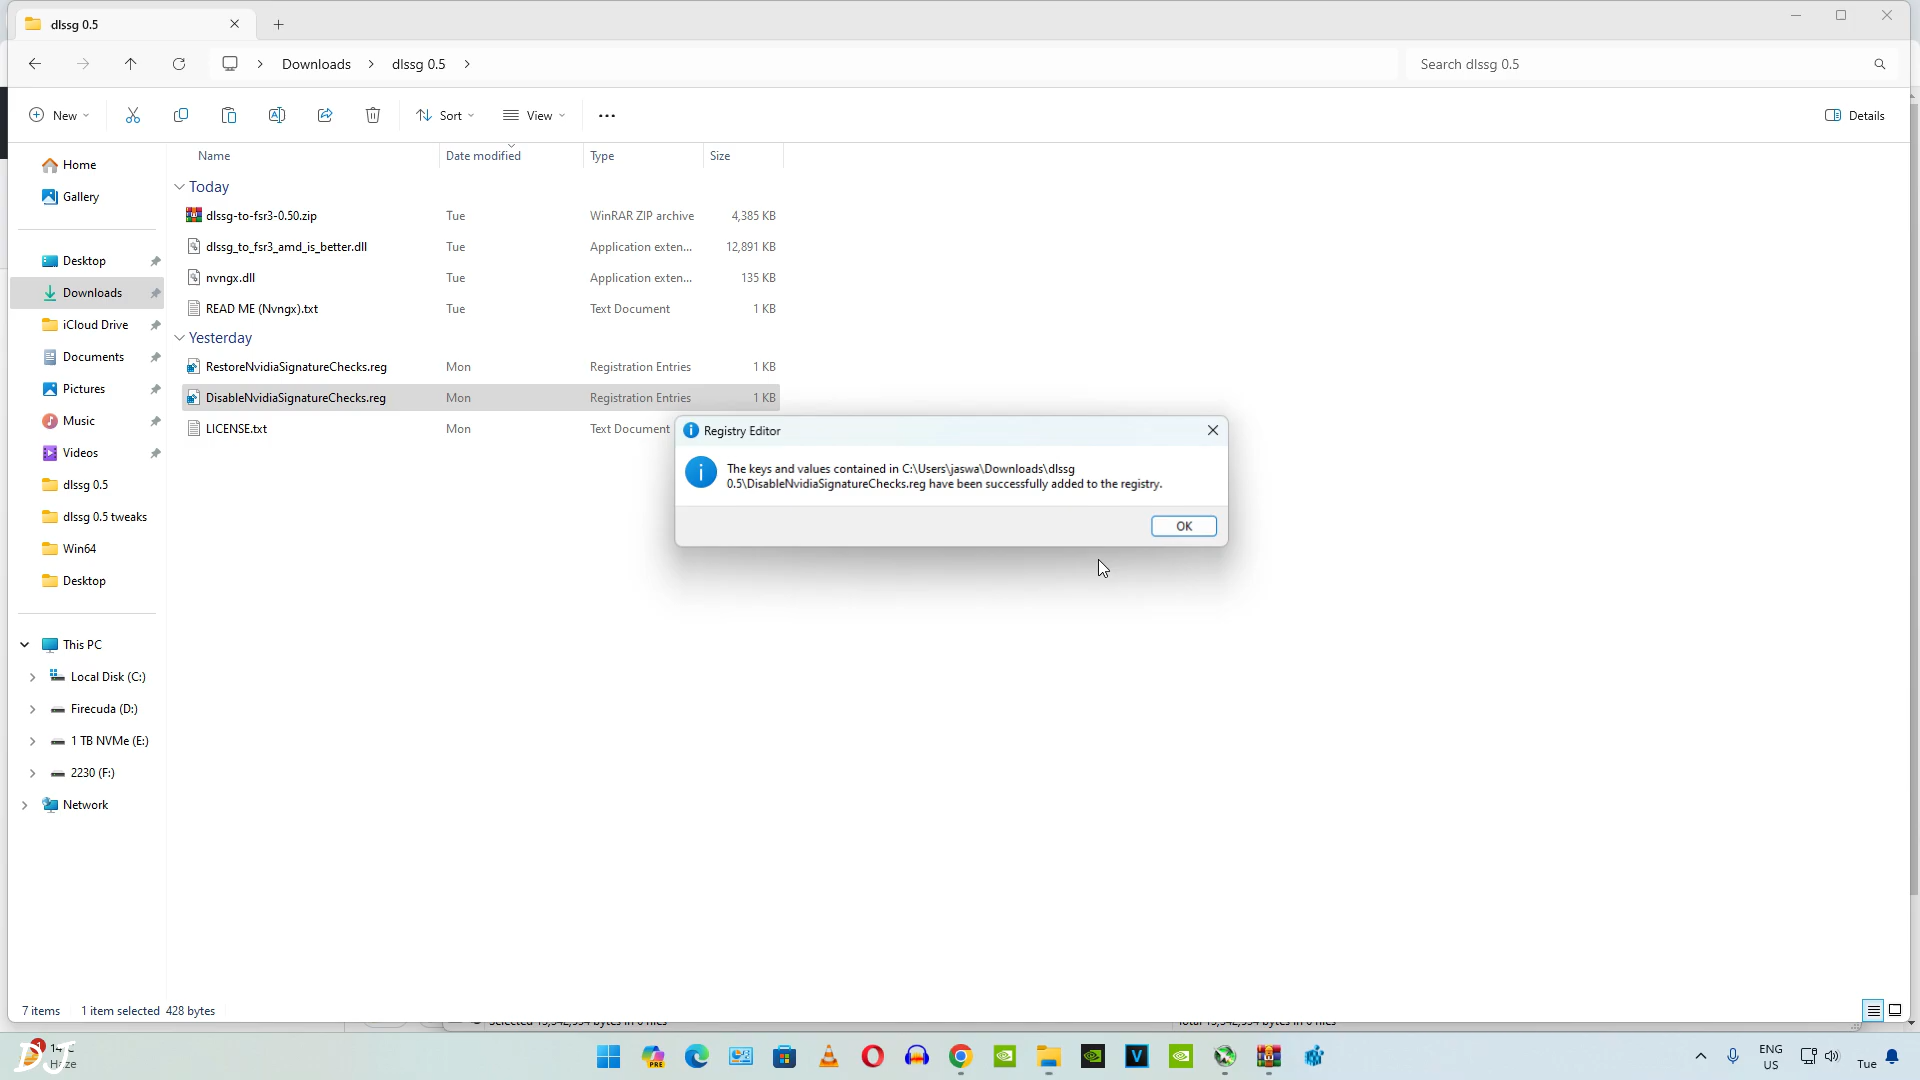 dlssg 0.5
Downloads
dlssg 0.5
Search dlssg 0.5
New
Sort
View
Details
Name
Date modified
Type
Size
Home
Gallery
Desktop
Downloads
iCloud Drive
Documents
Pictures
Music
Videos
dlssg 0.5
dlssg 0.5 tweaks
Win64
Desktop
This PC
Local Disk (C:)
Firecuda (D:)
1 TB NVMe (E:)
2230 (F:)
Network
Today
dlssg-to-fsr3-0.50.zip Tue WinRAR ZIP archive 4,385 KB
dlssg_to_fsr3_amd_is_better.dll Tue Application exten... 12,891 KB
nvngx.dll Tue Application exten... 135 KB
READ ME (Nvngx).txt Tue Text Document 1 KB
Yesterday
RestoreNvidiaSignatureChecks.reg Mon Registration Entries 1 KB
DisableNvidiaSignatureChecks.reg Mon Registration Entries 1 KB
LICENSE.txt Mon Text Document
Registry Editor
The keys and values contained in C:\Users\jaswa\Downloads\dlssg
0.5\DisableNvidiaSignatureChecks.reg have been successfully added to the registry.
OK
7 items 1 item selected 428 bytes
Haze
DJ
PRE
V
ENG
US
Tue